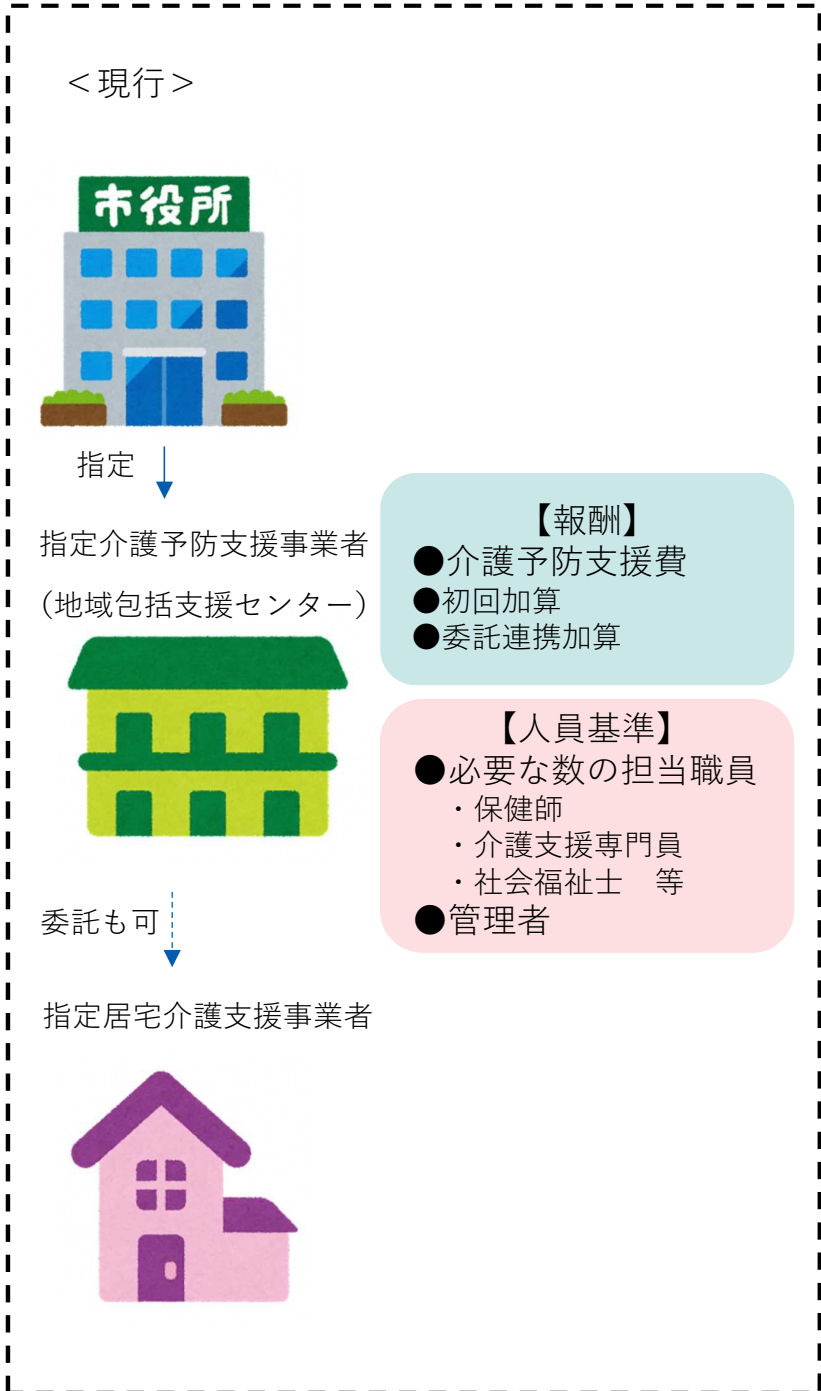 ＜現行＞
市役所
指定
指定介護予防支援事業者
（地域包括支援センター）
【報酬】
●介護予防支援費
●初回加算
●委託連携加算
【人員基準】
●必要な数の担当職員
・保健師
・介護支援専門員
・社会福祉士　等
●管理者
委託も可
指定居宅介護支援事業者